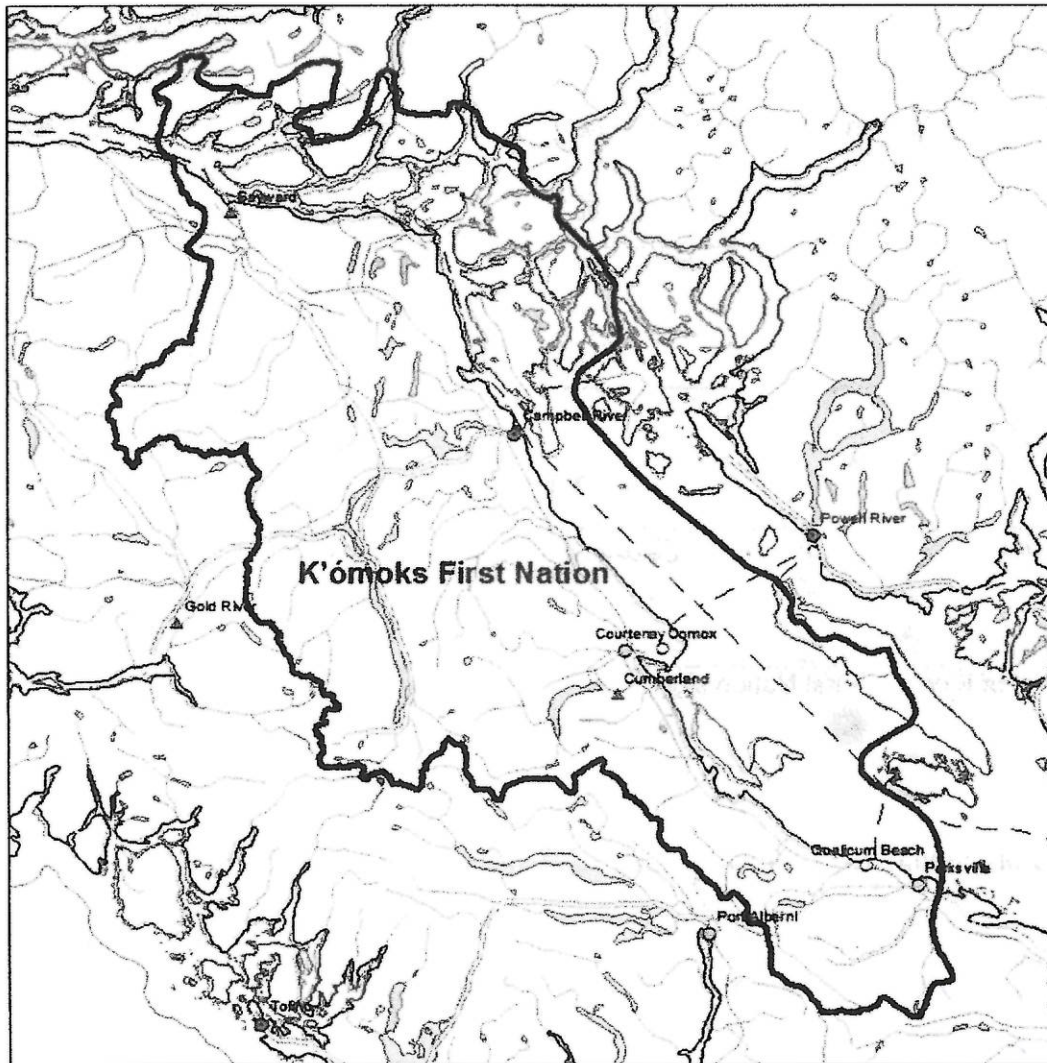 Sayward
Campbell River
Powell River
K'ómoks First Nation
Gold River
Courtenay Comox
Cumberland
Qualicum Beach
Parksville
Port Alberni
Tofino